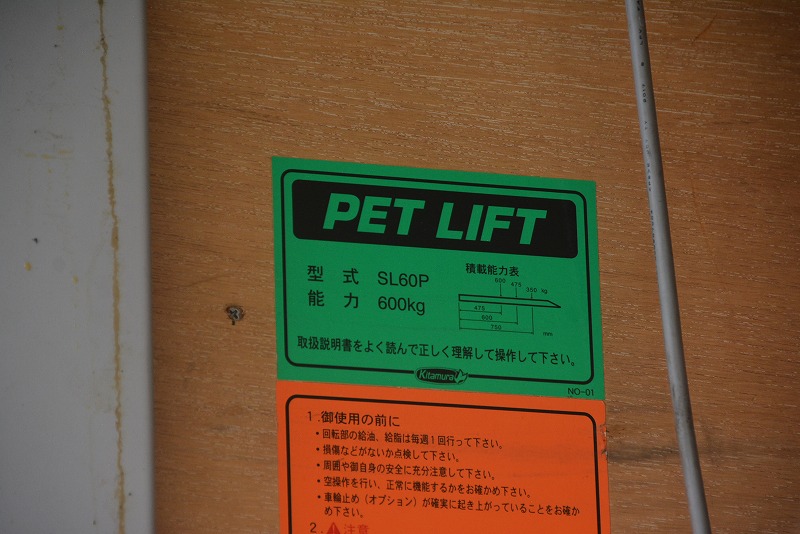 PET LIFT
型式 SL60P
能力 600kg
積載能力表
600 475 350 kg
475
600
750
mm
取扱説明書をよく読んで正しく理解して操作して下さい。
Kitamura
NO-01
1.御使用の前に
・回転部の給油、給脂は毎週1回行って下さい。
・損傷などがないか点検して下さい。
・周囲や御自身の安全に充分注意して下さい。
・空操作を行い、正常に機能するかをお確かめ下さい。
・車輪止め（オプション）が確実に起き上がっていることをお確か
め下さい。
2.⚠注意